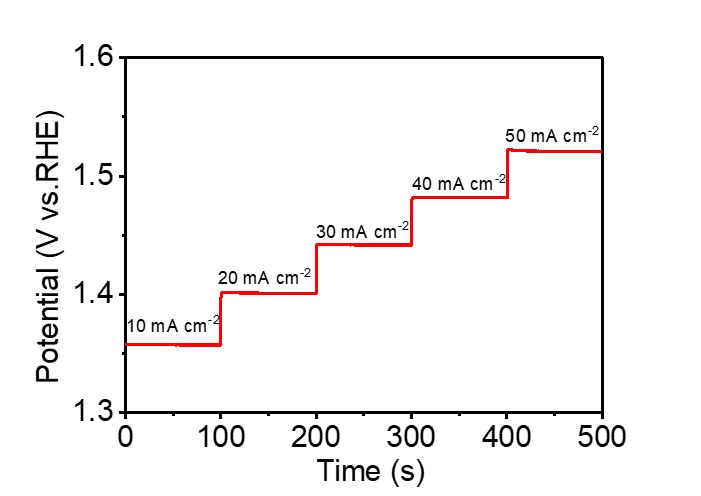 1.6
1.5
1.4
1.3
Potential (V vs.RHE)
50 mA cm⁻²
40 mA cm⁻²
30 mA cm⁻²
20 mA cm⁻²
10 mA cm⁻²
0 100 200 300 400 500
Time (s)